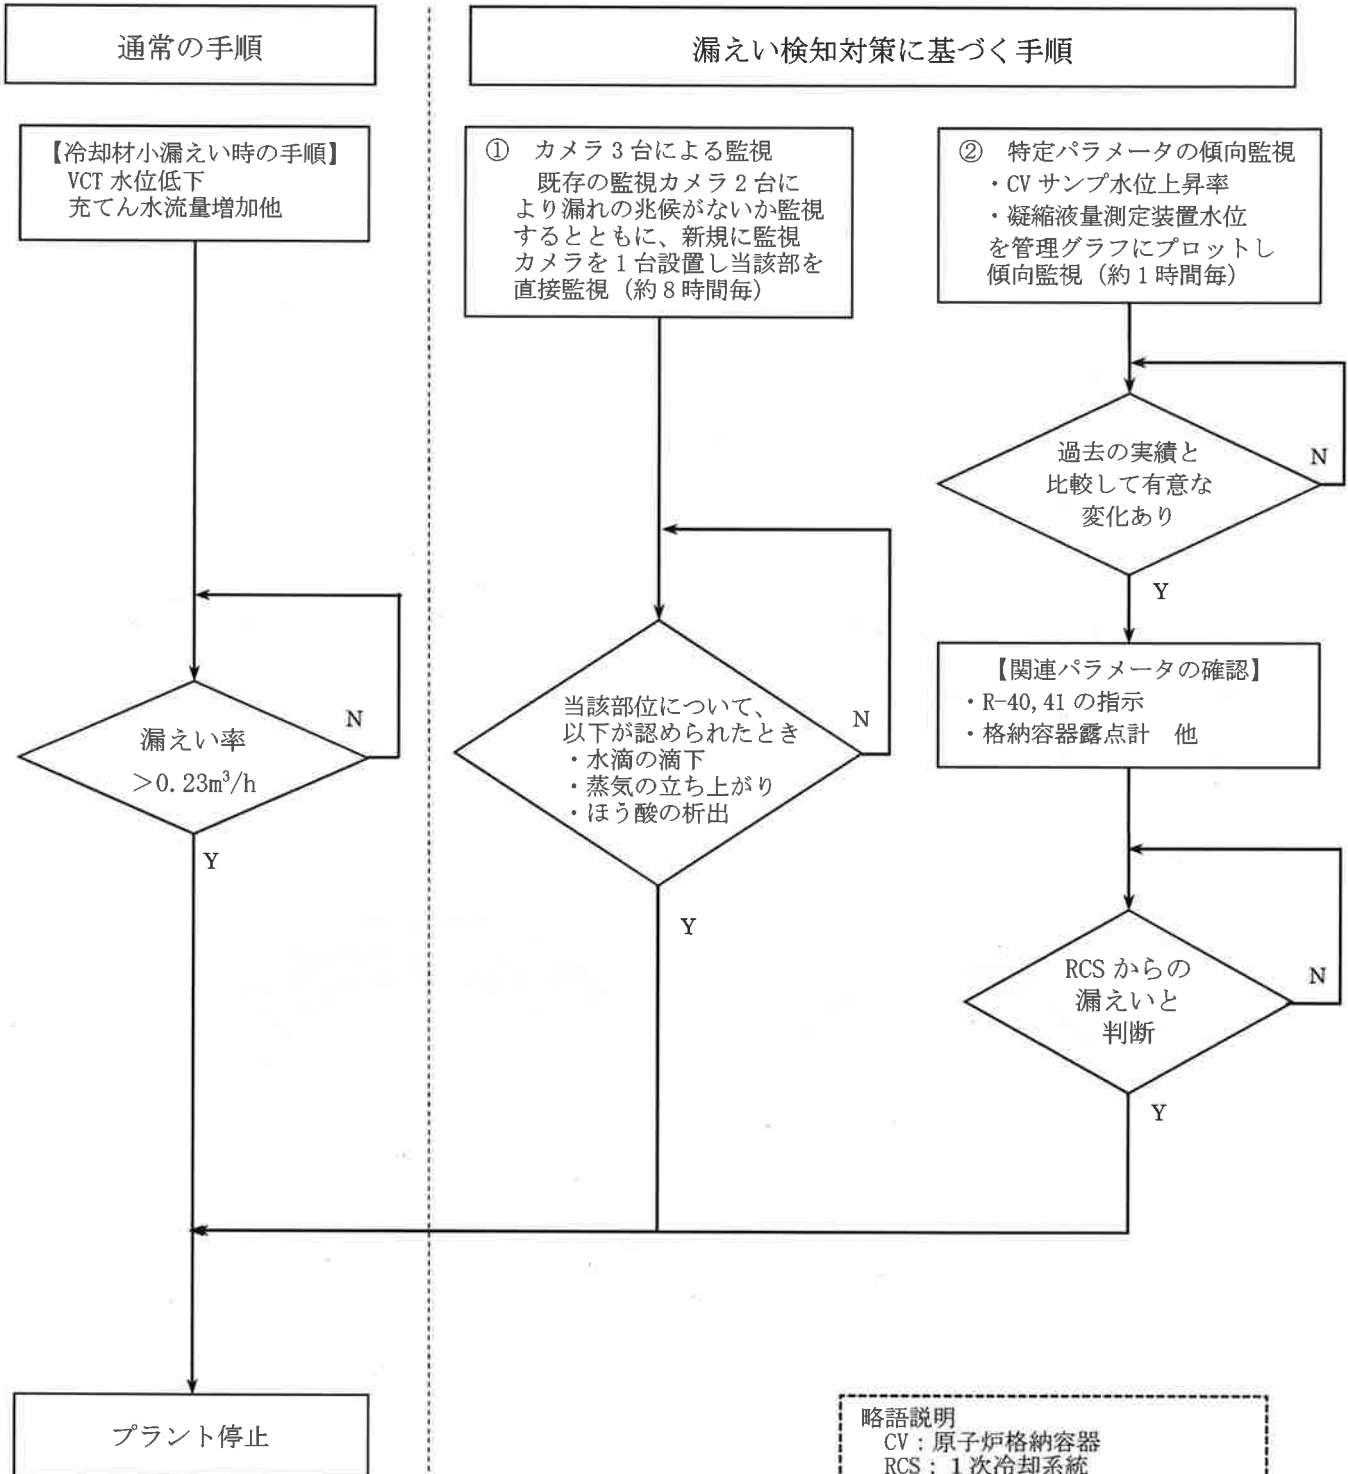 通常の手順
漏えい検知対策に基づく手順
【冷却材小漏えい時の手順】
VCT 水位低下
充てん水流量増加他
① カメラ3台による監視
既存の監視カメラ2台に
より漏れの兆候がないか監視
するとともに、新規に監視
カメラを1台設置し当該部を
直接監視（約8時間毎）
② 特定パラメータの傾向監視
・CV サンプ水位上昇率
・凝縮液量測定装置水位
を管理グラフにプロットし
傾向監視（約1時間毎）
過去の実績と
比較して有意な
変化あり
N
Y
【関連パラメータの確認】
・R-40,41 の指示
・格納容器露点計 他
漏えい率
＞0.23m³/h
N
Y
当該部位について、
以下が認められたとき
・水滴の滴下
・蒸気の立ち上がり
・ほう酸の析出
N
Y
RCS からの
漏えいと
判断
N
Y
プラント停止
略語説明
CV：原子炉格納容器
RCS：1次冷却系統